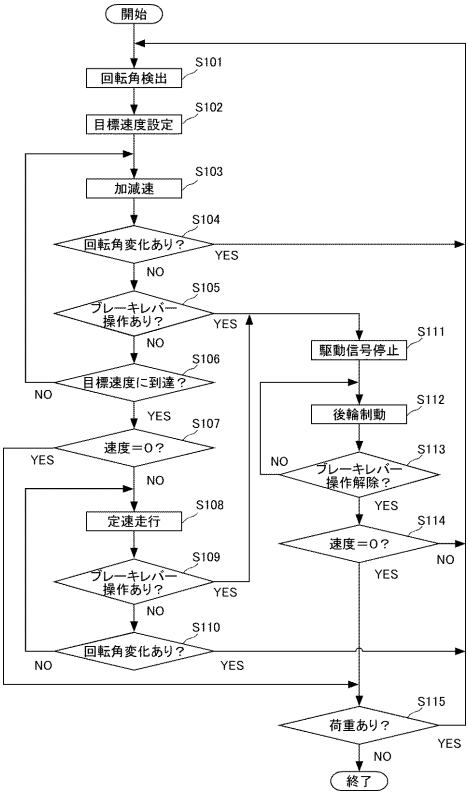 開始
S101
回転角検出
S102
目標速度設定
S103
加減速
S104
回転角変化あり？
YES
NO
S105
ブレーキレバー
操作あり？
YES
NO
S106
目標速度に到達？
NO
YES
S107
速度＝０？
YES
NO
S108
定速走行
S109
ブレーキレバー
操作あり？
YES
NO
S110
回転角変化あり？
NO
YES
S111
駆動信号停止
S112
後輪制動
S113
NO
ブレーキレバー
操作解除？
YES
S114
速度＝０？
NO
YES
S115
荷重あり？
YES
NO
終了